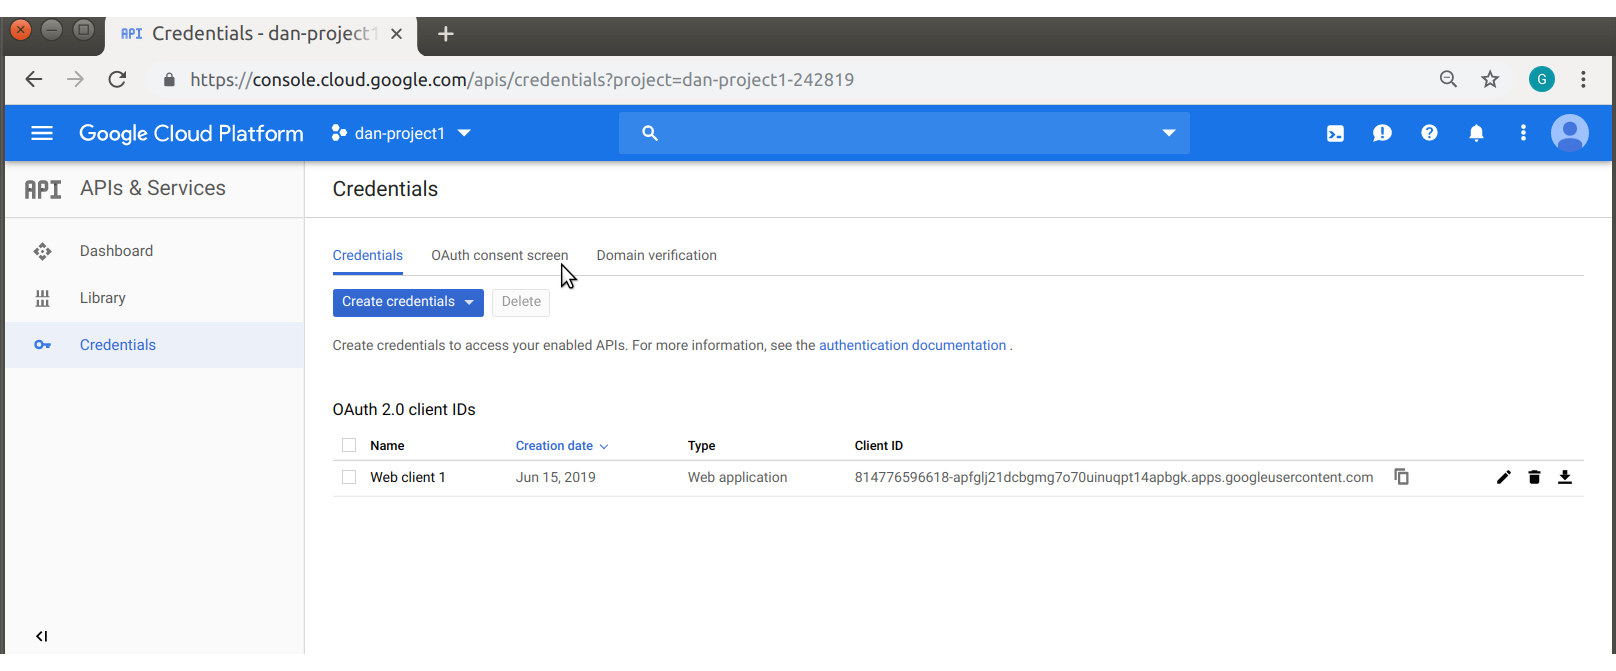 API Credentials - dan-project1
https://console.cloud.google.com/apis/credentials?project=dan-project1-242819
G
Google Cloud Platform
dan-project1
API APIs & Services
Credentials
Dashboard
Library
Credentials
Credentials
OAuth consent screen
Domain verification
Create credentials
Delete
Create credentials to access your enabled APIs. For more information, see the authentication documentation .
OAuth 2.0 client IDs
Name Creation date Type Client ID
Web client 1 Jun 15, 2019 Web application 814776596618-apfglj21dcbgmg7o70uinuqpt14apbgk.apps.googleusercontent.com